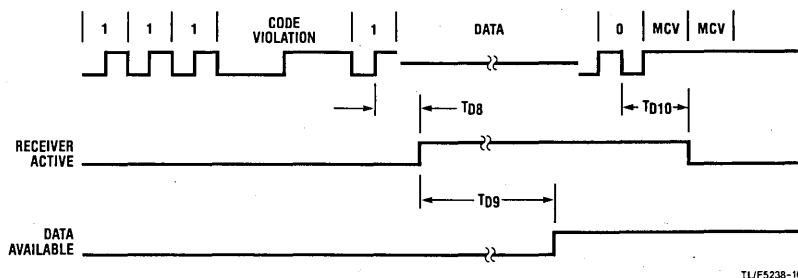 1 1 1 CODE VIOLATION 1 DATA 0 MCV MCV
TD8 TD10
RECEIVER
ACTIVE
TD9
DATA
AVAILABLE
TL/F5238-10